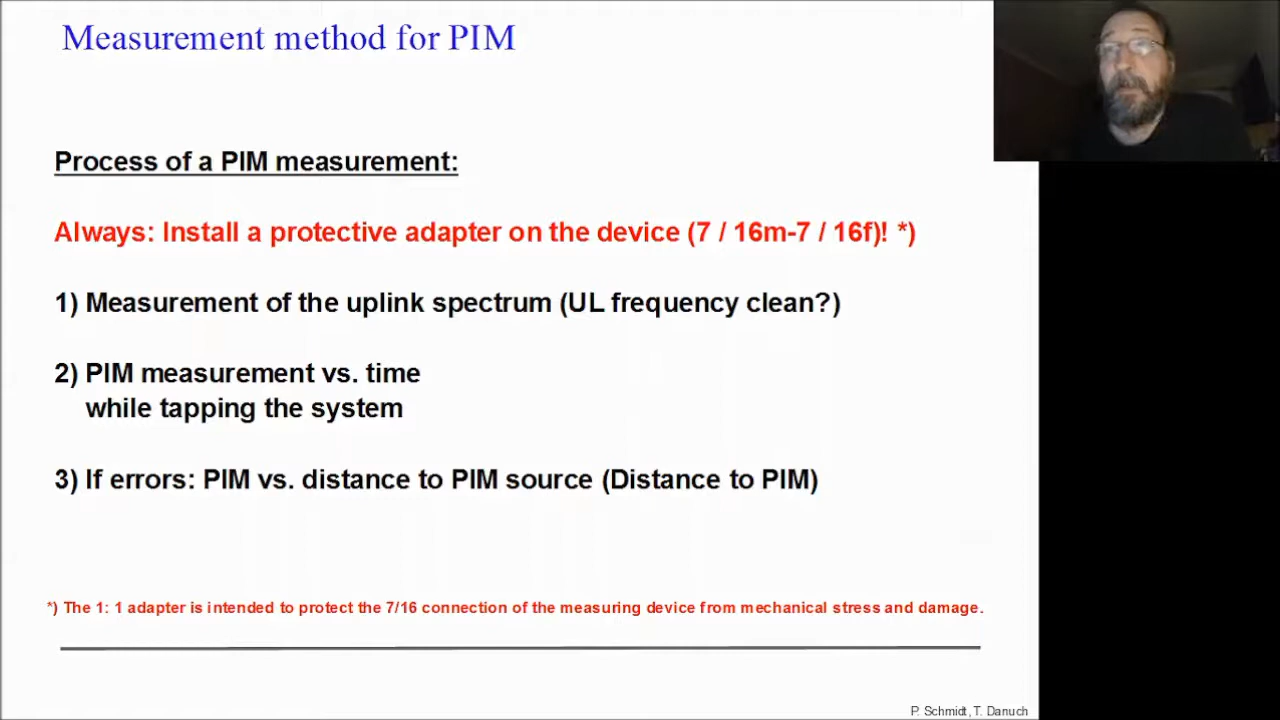 Measurement method for PIM
Process of a PIM measurement:
Always: Install a protective adapter on the device (7 / 16m-7 / 16f)! *)
1) Measurement of the uplink spectrum (UL frequency clean?)
2) PIM measurement vs. time
while tapping the system
3) If errors: PIM vs. distance to PIM source (Distance to PIM)
*) The 1: 1 adapter is intended to protect the 7/16 connection of the measuring device from mechanical stress and damage.
P. Schmidt, T. Danuch